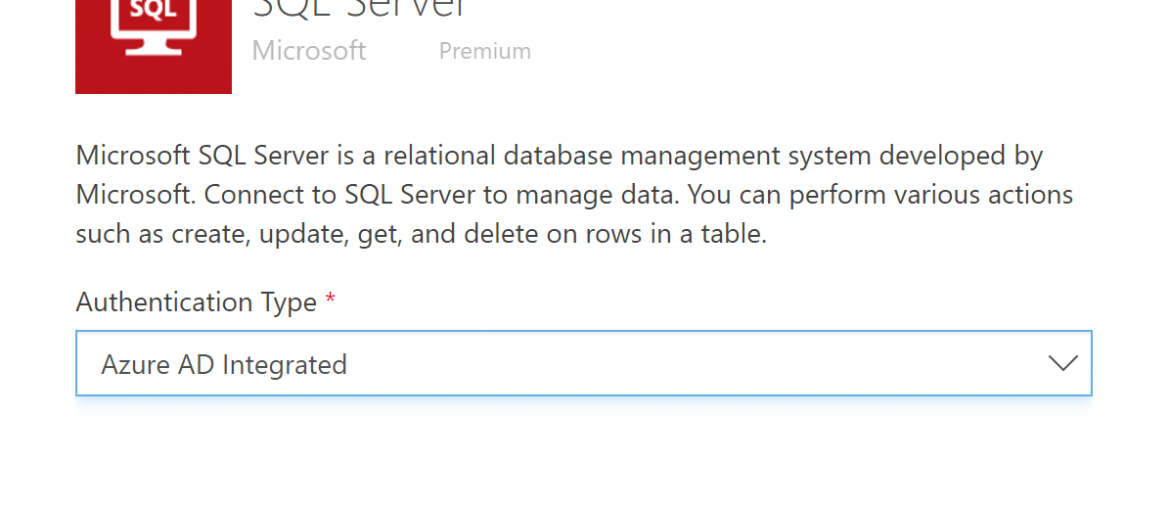 SQL
SQL Server
Microsoft Premium
Microsoft SQL Server is a relational database management system developed by
Microsoft. Connect to SQL Server to manage data. You can perform various actions
such as create, update, get, and delete on rows in a table.
Authentication Type *
Azure AD Integrated